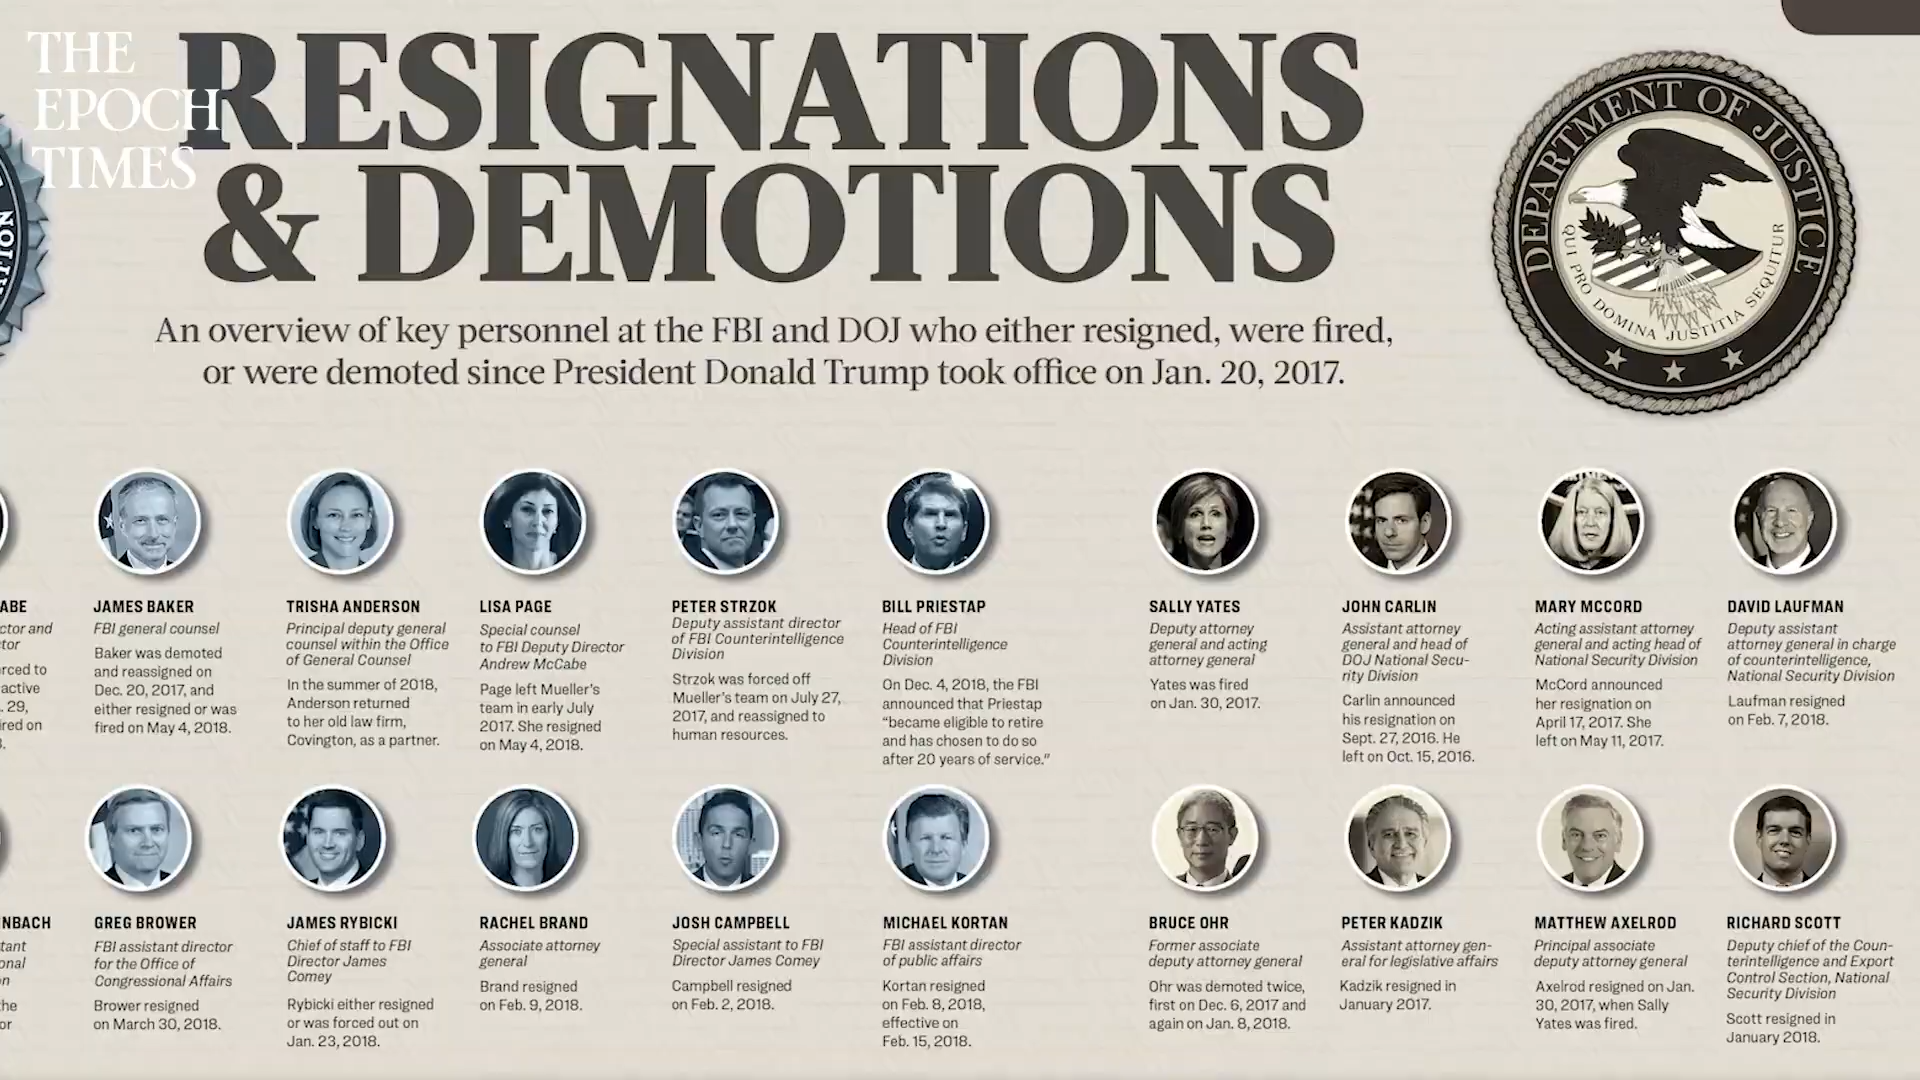 THE
EPOCH
TIMES
RESIGNATIONS
& DEMOTIONS
An overview of key personnel at the FBI and DOJ who either resigned, were fired,
or were demoted since President Donald Trump took office on Jan. 20, 2017.
DEPARTMENT OF JUSTICE
QUI PRO DOMINA JUSTITIA SEQUITUR
JAMES BAKER
FBI general counsel
Baker was demoted
and reassigned on
Dec. 20, 2017, and
either resigned or was
fired on May 4, 2018.
TRISHA ANDERSON
Principal deputy general
counsel within the Office
of General Counsel
In the summer of 2018,
Anderson returned
to her old law firm,
Covington, as a partner.
LISA PAGE
Special counsel
to FBI Deputy Director
Andrew McCabe
Page left Mueller's
team in early July
2017. She resigned
on May 4, 2018.
PETER STRZOK
Deputy assistant director
of FBI Counterintelligence
Division
Strzok was forced off
Mueller's team on July 27,
2017, and reassigned to
human resources.
BILL PRIESTAP
Head of FBI
Counterintelligence
Division
On Dec. 4, 2018, the FBI
announced that Priestap
"became eligible to retire
and has chosen to do so
after 20 years of service."
SALLY YATES
Deputy attorney
general and acting
attorney general
Yates was fired
on Jan. 30, 2017.
JOHN CARLIN
Assistant attorney
general and head of
DOJ National Secu-
rity Division
Carlin announced
his resignation on
Sept. 27, 2016. He
left on Oct. 15, 2016.
MARY MCCORD
Acting assistant attorney
general and acting head of
National Security Division
McCord announced
her resignation on
April 17, 2017. She
left on May 11, 2017.
DAVID LAUFMAN
Deputy assistant
attorney general in charge
of counterintelligence,
National Security Division
Laufman resigned
on Feb. 7, 2018.
GREG BROWER
FBI assistant director
for the Office of
Congressional Affairs
Brower resigned
on March 30, 2018.
JAMES RYBICKI
Chief of staff to FBI
Director James
Comey
Rybicki either resigned
or was forced out on
Jan. 23, 2018.
RACHEL BRAND
Associate attorney
general
Brand resigned
on Feb. 9, 2018.
JOSH CAMPBELL
Special assistant to FBI
Director James Comey
Campbell resigned
on Feb. 2, 2018.
MICHAEL KORTAN
FBI assistant director
of public affairs
Kortan resigned
on Feb. 8, 2018,
effective on
Feb. 15, 2018.
BRUCE OHR
Former associate
deputy attorney general
Ohr was demoted twice,
first on Dec. 6, 2017 and
again on Jan. 8, 2018.
PETER KADZIK
Assistant attorney gen-
eral for legislative affairs
Kadzik resigned in
January 2017.
MATTHEW AXELROD
Principal associate
deputy attorney general
Axelrod resigned on Jan.
30, 2017, when Sally
Yates was fired.
RICHARD SCOTT
Deputy chief of the Coun-
terintelligence and Export
Control Section, National
Security Division
Scott resigned in
January 2018.